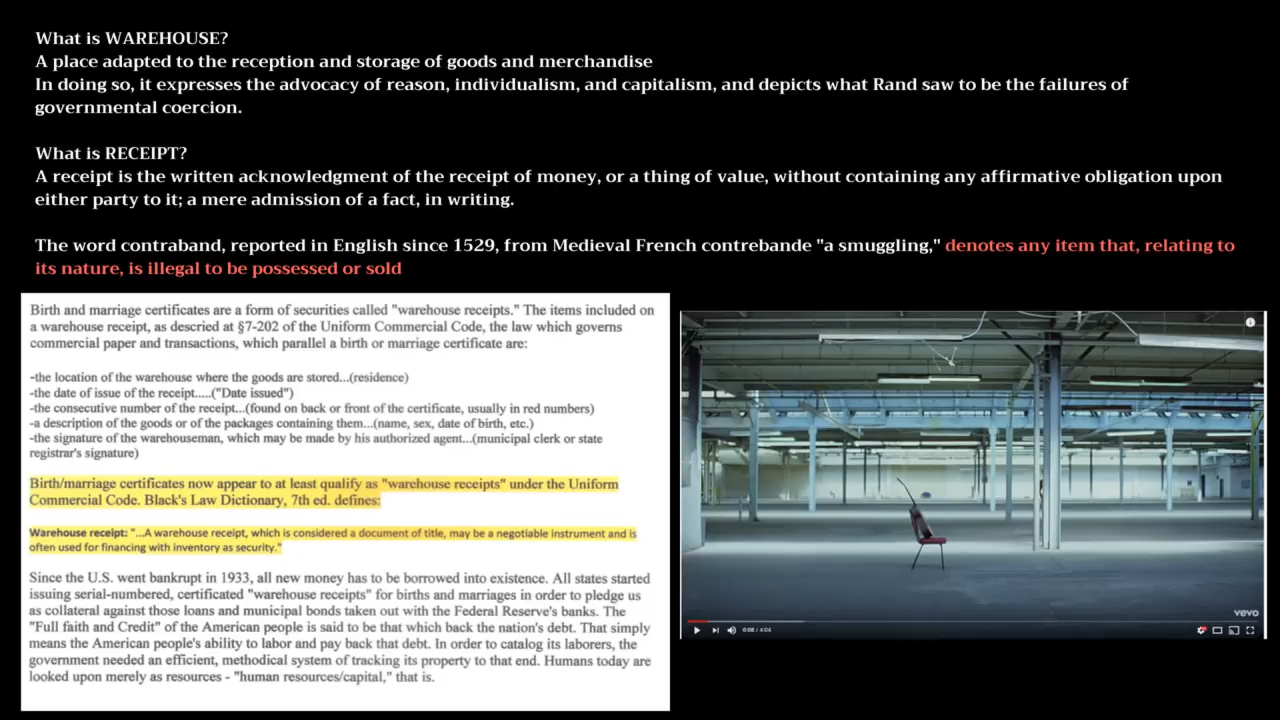 What is WAREHOUSE?
A place adapted to the reception and storage of goods and merchandise
In doing so, it expresses the advocacy of reason, individualism, and capitalism, and depicts what Rand saw to be the failures of
governmental coercion.
What is RECEIPT?
A receipt is the written acknowledgment of the receipt of money, or a thing of value, without containing any affirmative obligation upon
either party to it; a mere admission of a fact, in writing.
The word contraband, reported in English since 1529, from Medieval French contrebande "a smuggling," denotes any item that, relating to
its nature, is illegal to be possessed or sold
Birth and marriage certificates are a form of securities called "warehouse receipts." The items included on
a warehouse receipt, as descried at §7-202 of the Uniform Commercial Code, the law which governs
commercial paper and transactions, which parallel a birth or marriage certificate are:
-the location of the warehouse where the goods are stored...(residence)
-the date of issue of the receipt.....("Date issued")
-the consecutive number of the receipt...(found on back or front of the certificate, usually in red numbers)
-a description of the goods or of the packages containing them...(name, sex, date of birth, etc.)
-the signature of the warehouseman, which may be made by his authorized agent...(municipal clerk or state
registrar's signature)
Birth/marriage certificates now appear to at least qualify as "warehouse receipts" under the Uniform
Commercial Code. Black's Law Dictionary, 7th ed. defines:
Warehouse receipt: "...A warehouse receipt, which is considered a document of title, may be a negotiable instrument and is
often used for financing with inventory as security."
Since the U.S. went bankrupt in 1933, all new money has to be borrowed into existence. All states started
issuing serial-numbered, certificated "warehouse receipts" for births and marriages in order to pledge us
as collateral against those loans and municipal bonds taken out with the Federal Reserve's banks. The
"Full faith and Credit" of the American people is said to be that which back the nation's debt. That simply
means the American people's ability to labor and pay back that debt. In order to catalog its laborers, the
government needed an efficient, methodical system of tracking its property to that end. Humans today are
looked upon merely as resources - "human resources/capital," that is.
vevo
0:08 / 4:04